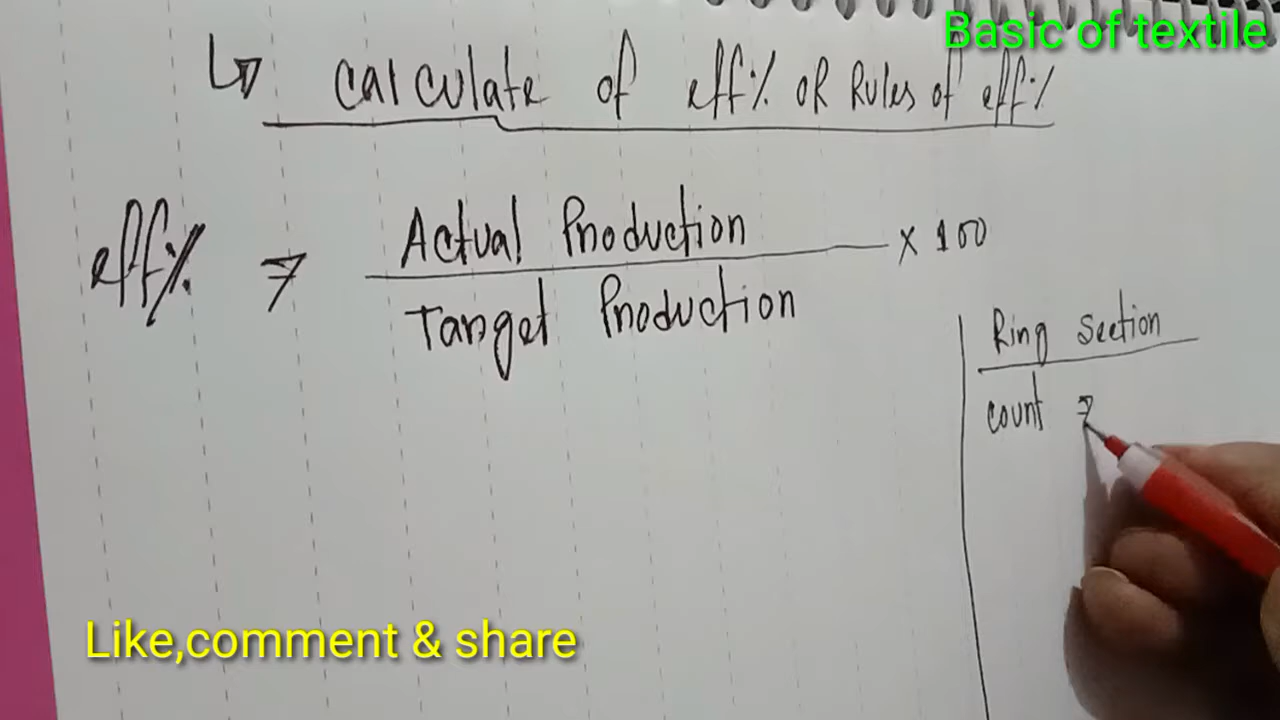 Basic of textile
↳ Calculate of eff% OR Rules of eff%
eff% = Actual Production × 100
Target Production
Ring Section
Count =
Like,comment & share